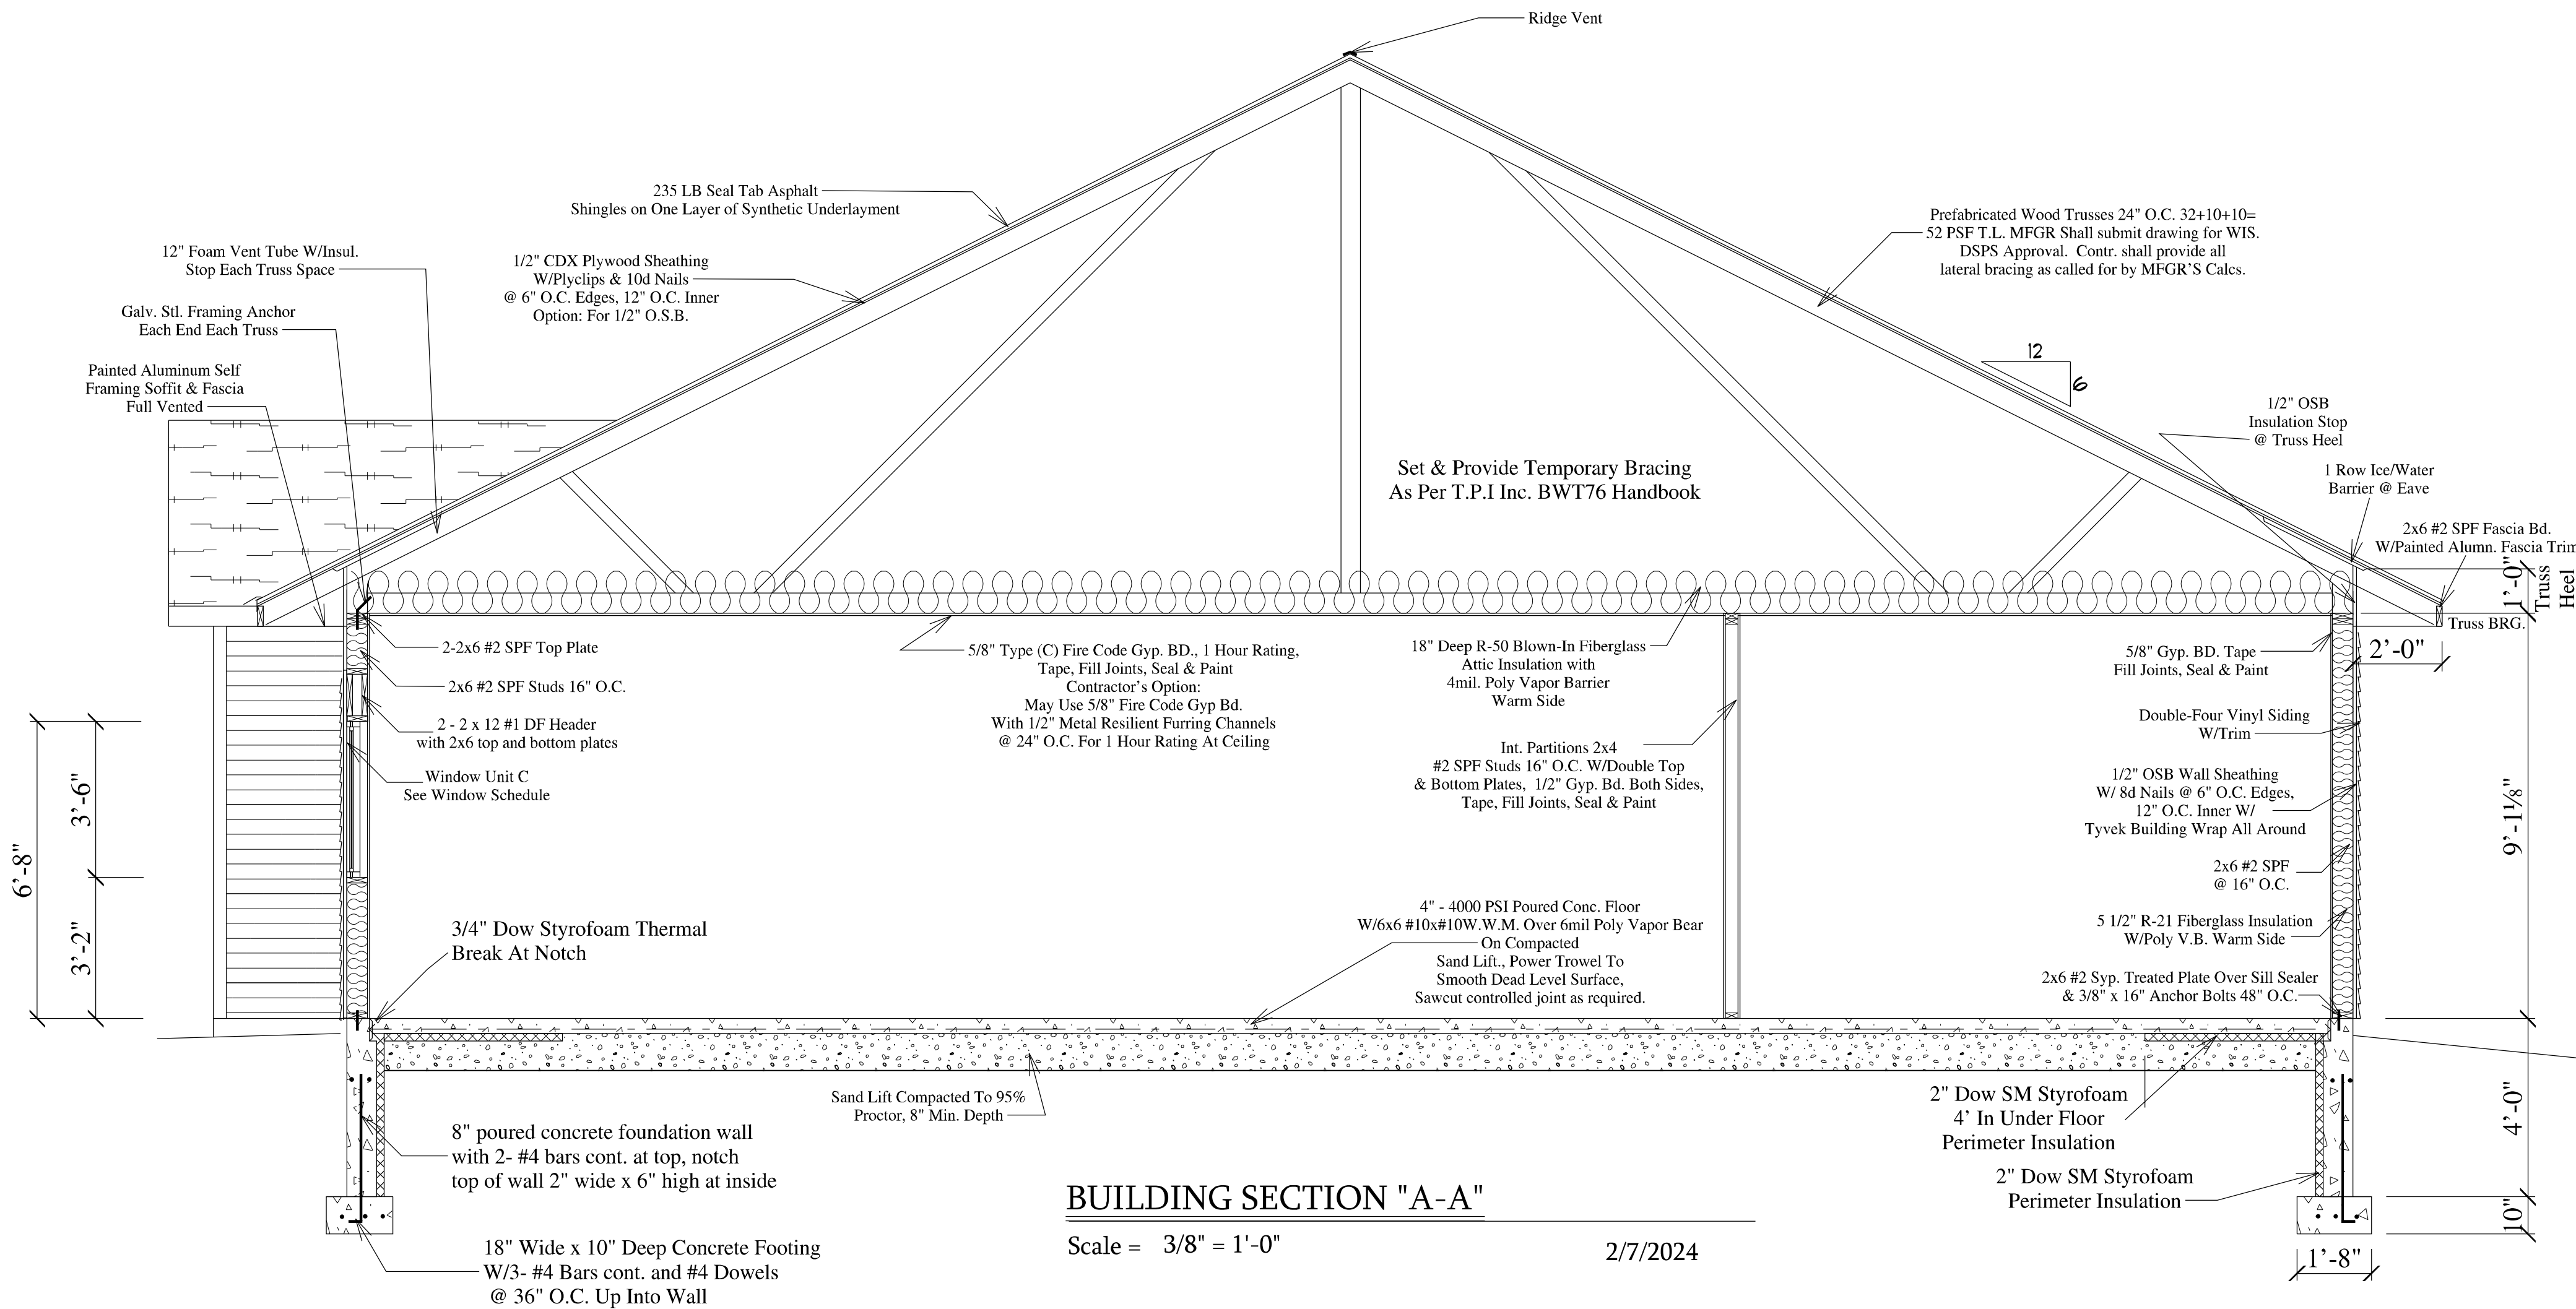 Ridge Vent
235 LB Seal Tab Asphalt
Shingles on One Layer of Synthetic Underlayment
12" Foam Vent Tube W/Insul.
Stop Each Truss Space
1/2" CDX Plywood Sheathing
W/Plyclips & 10d Nails
@ 6" O.C. Edges, 12" O.C. Inner
Option: For 1/2" O.S.B.
Galv. Stl. Framing Anchor
Each End Each Truss
Painted Aluminum Self
Framing Soffit & Fascia
Full Vented
Prefabricated Wood Trusses 24" O.C. 32+10+10=
52 PSF T.L. MFGR Shall submit drawing for WIS.
DSPS Approval. Contr. shall provide all
lateral bracing as called for by MFGR'S Calcs.
12
6
1/2" OSB
Insulation Stop
@ Truss Heel
Set & Provide Temporary Bracing
As Per T.P.I Inc. BWT76 Handbook
1 Row Ice/Water
Barrier @ Eave
2x6 #2 SPF Fascia Bd.
W/Painted Alumn. Fascia Trim
1'-0"
Truss
Heel
Truss BRG.
2'-0"
2-2x6 #2 SPF Top Plate
2x6 #2 SPF Studs 16" O.C.
2 - 2 x 12 #1 DF Header
with 2x6 top and bottom plates
Window Unit C
See Window Schedule
5/8" Type (C) Fire Code Gyp. BD., 1 Hour Rating,
Tape, Fill Joints, Seal & Paint
Contractor's Option:
May Use 5/8" Fire Code Gyp Bd.
With 1/2" Metal Resilient Furring Channels
@ 24" O.C. For 1 Hour Rating At Ceiling
18" Deep R-50 Blown-In Fiberglass
Attic Insulation with
4mil. Poly Vapor Barrier
Warm Side
Int. Partitions 2x4
#2 SPF Studs 16" O.C. W/Double Top
& Bottom Plates, 1/2" Gyp. Bd. Both Sides,
Tape, Fill Joints, Seal & Paint
5/8" Gyp. BD. Tape
Fill Joints, Seal & Paint
Double-Four Vinyl Siding
W/Trim
1/2" OSB Wall Sheathing
W/ 8d Nails @ 6" O.C. Edges,
12" O.C. Inner W/
Tyvek Building Wrap All Around
2x6 #2 SPF
@ 16" O.C.
5 1/2" R-21 Fiberglass Insulation
W/Poly V.B. Warm Side
2x6 #2 Syp. Treated Plate Over Sill Sealer
& 3/8" x 16" Anchor Bolts 48" O.C.
6'-8"
3'-6"
3'-2"
9'-1⅛"
4'-0"
10"
1'-8"
3/4" Dow Styrofoam Thermal
Break At Notch
4" - 4000 PSI Poured Conc. Floor
W/6x6 #10x#10W.W.M. Over 6mil Poly Vapor Bear
On Compacted
Sand Lift., Power Trowel To
Smooth Dead Level Surface,
Sawcut controlled joint as required.
Sand Lift Compacted To 95%
Proctor, 8" Min. Depth
8" poured concrete foundation wall
with 2- #4 bars cont. at top, notch
top of wall 2" wide x 6" high at inside
18" Wide x 10" Deep Concrete Footing
W/3- #4 Bars cont. and #4 Dowels
@ 36" O.C. Up Into Wall
2" Dow SM Styrofoam
4' In Under Floor
Perimeter Insulation
2" Dow SM Styrofoam
Perimeter Insulation
BUILDING SECTION "A-A"
Scale = 3/8" = 1'-0"
2/7/2024